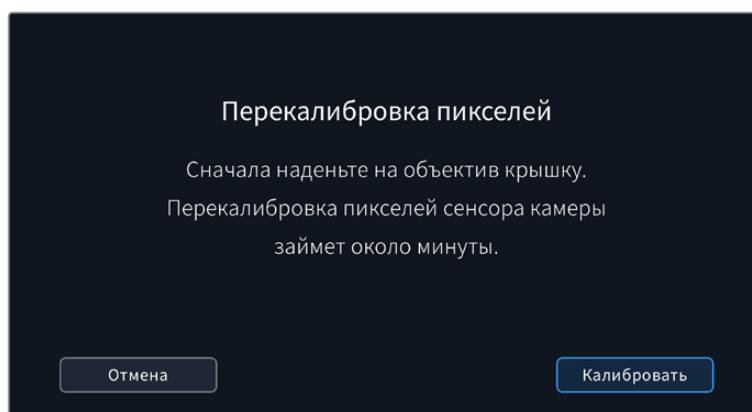 Перекалибровка пикселей
Сначала наденьте на объектив крышку.
Перекалибровка пикселей сенсора камеры
займет около минуты.
Отмена
Калибровать